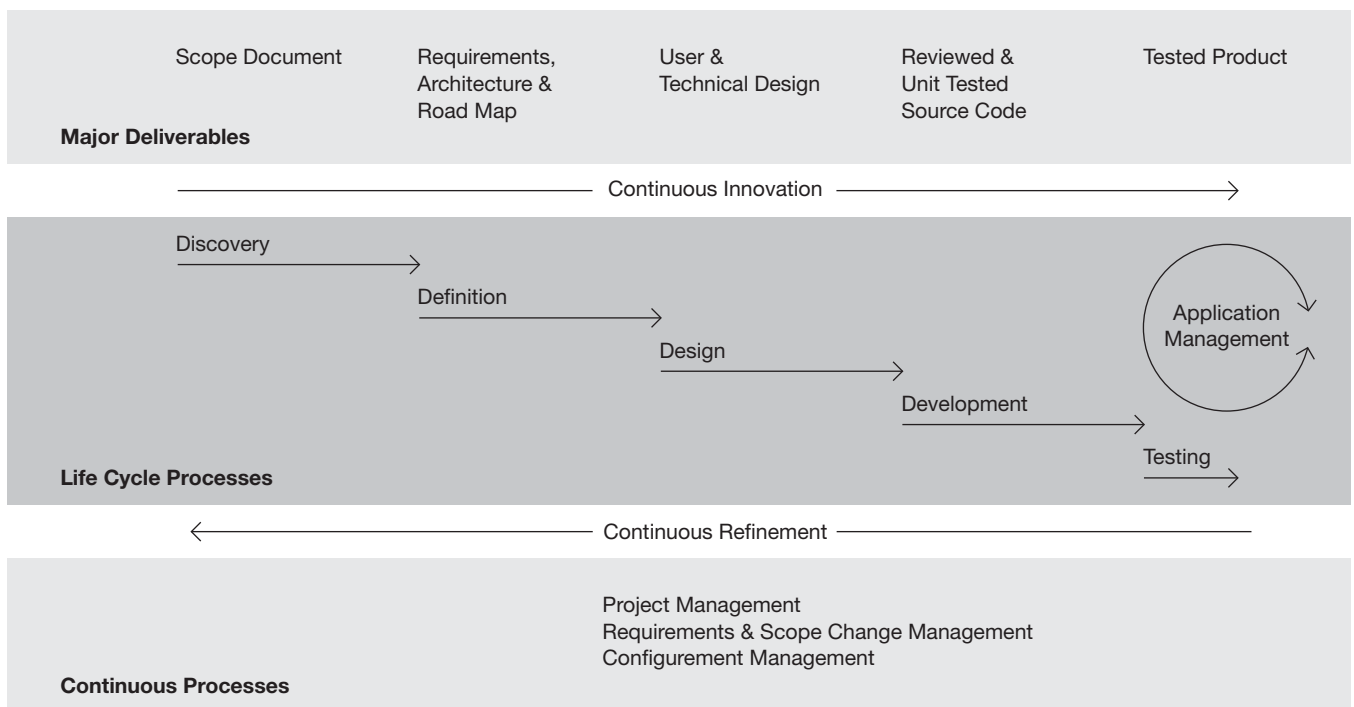 Scope Document
Requirements,
Architecture &
Road Map
User &
Technical Design
Reviewed &
Unit Tested
Source Code
Tested Product
Major Deliverables
Continuous Innovation
Discovery
Definition
Design
Development
Testing
Application
Management
Life Cycle Processes
Continuous Refinement
Project Management
Requirements & Scope Change Management
Configurement Management
Continuous Processes